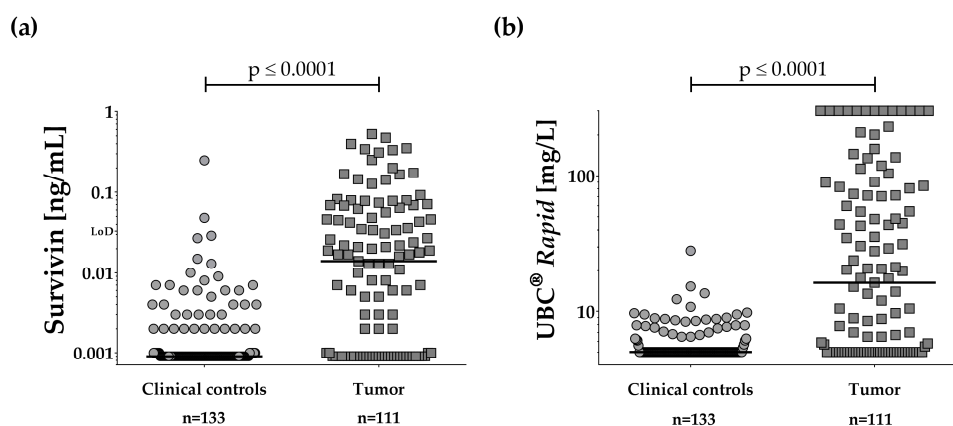 (a)
p ≤ 0.0001
Survivin [ng/mL]
1
0.1
LoD
0.01
0.001
Clinical controls
Tumor
n=133
n=111
(b)
p ≤ 0.0001
UBC® Rapid [mg/L]
100
10
Clinical controls
Tumor
n=133
n=111